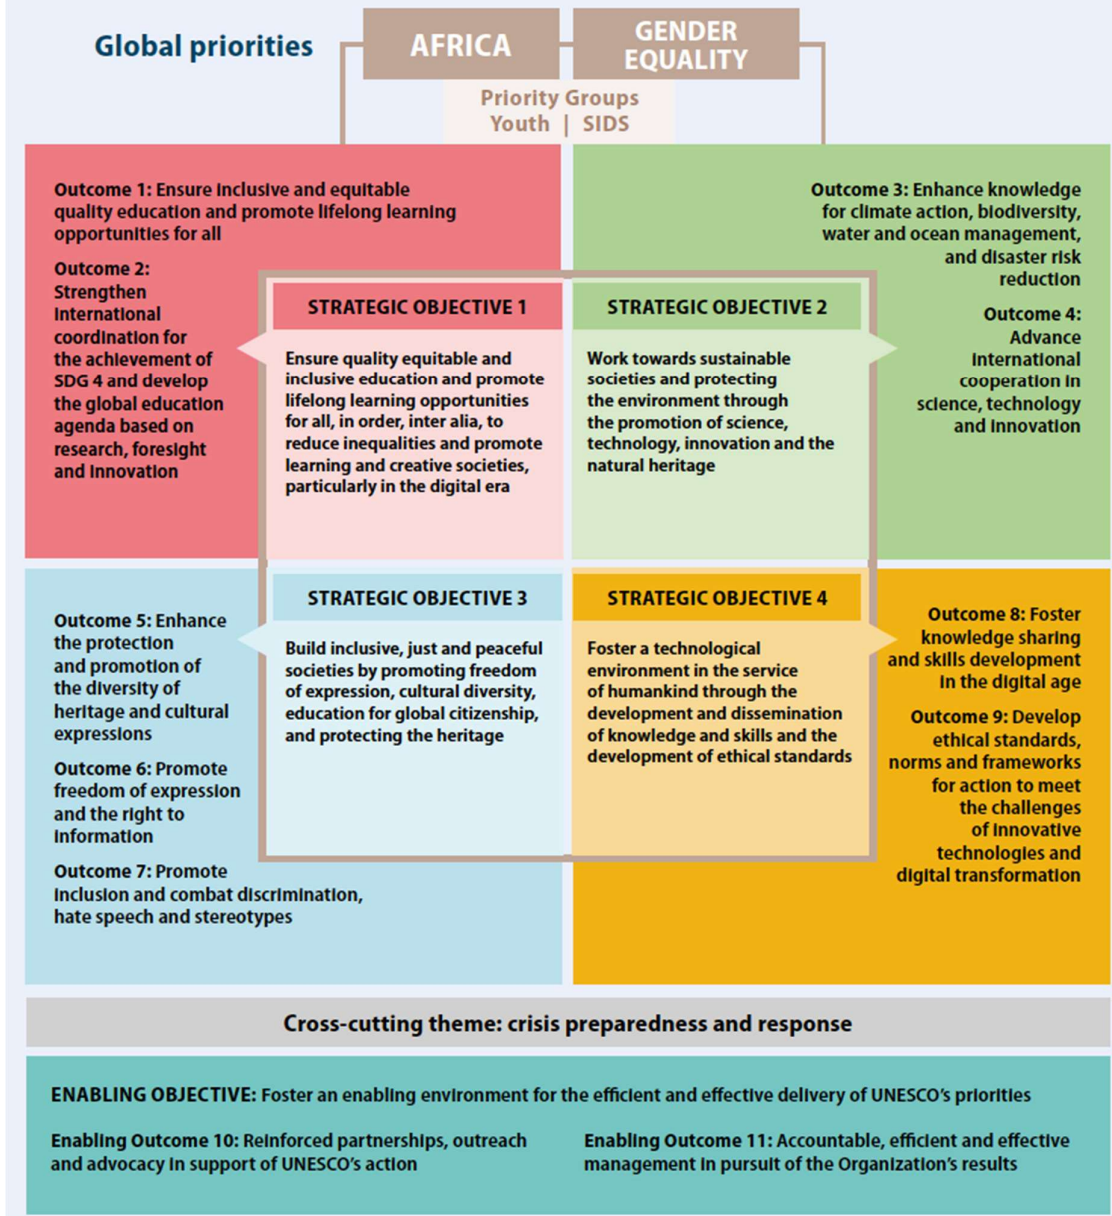 Global priorities
AFRICA
GENDER
EQUALITY
Priority Groups
Youth | SIDS
Outcome 1: Ensure inclusive and equitable
quality education and promote lifelong learning
opportunities for all
Outcome 2:
Strengthen
international
coordination for
the achievement of
SDG 4 and develop
the global education
agenda based on
research, foresight
and innovation
STRATEGIC OBJECTIVE 1
Ensure quality equitable and
inclusive education and promote
lifelong learning opportunities
for all, in order, inter alia, to
reduce inequalities and promote
learning and creative societies,
particularly in the digital era
STRATEGIC OBJECTIVE 2
Work towards sustainable
societies and protecting
the environment through
the promotion of science,
technology, innovation and the
natural heritage
Outcome 3: Enhance knowledge
for climate action, biodiversity,
water and ocean management,
and disaster risk
reduction
Outcome 4:
Advance
international
cooperation in
science, technology
and innovation
Outcome 5: Enhance
the protection
and promotion of
the diversity of
heritage and cultural
expressions
Outcome 6: Promote
freedom of expression
and the right to
information
Outcome 7: Promote
inclusion and combat discrimination,
hate speech and stereotypes
STRATEGIC OBJECTIVE 3
Build inclusive, just and peaceful
societies by promoting freedom
of expression, cultural diversity,
education for global citizenship,
and protecting the heritage
STRATEGIC OBJECTIVE 4
Foster a technological
environment in the service
of humankind through the
development and dissemination
of knowledge and skills and the
development of ethical standards
Outcome 8: Foster
knowledge sharing
and skills development
in the digital age
Outcome 9: Develop
ethical standards,
norms and frameworks
for action to meet
the challenges
of innovative
technologies and
digital transformation
Cross-cutting theme: crisis preparedness and response
ENABLING OBJECTIVE: Foster an enabling environment for the efficient and effective delivery of UNESCO's priorities
Enabling Outcome 10: Reinforced partnerships, outreach
and advocacy in support of UNESCO's action
Enabling Outcome 11: Accountable, efficient and effective
management in pursuit of the Organization's results